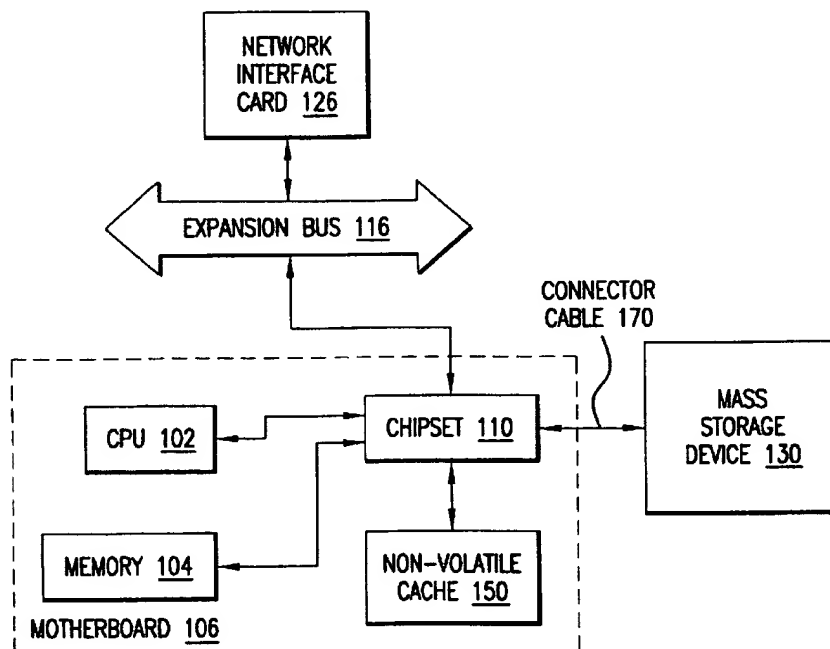 NETWORK
INTERFACE
CARD 126
EXPANSION BUS 116
CONNECTOR
CABLE 170
MASS
STORAGE
DEVICE 130
CPU 102
CHIPSET 110
MEMORY 104
NON-VOLATILE
CACHE 150
MOTHERBOARD 106